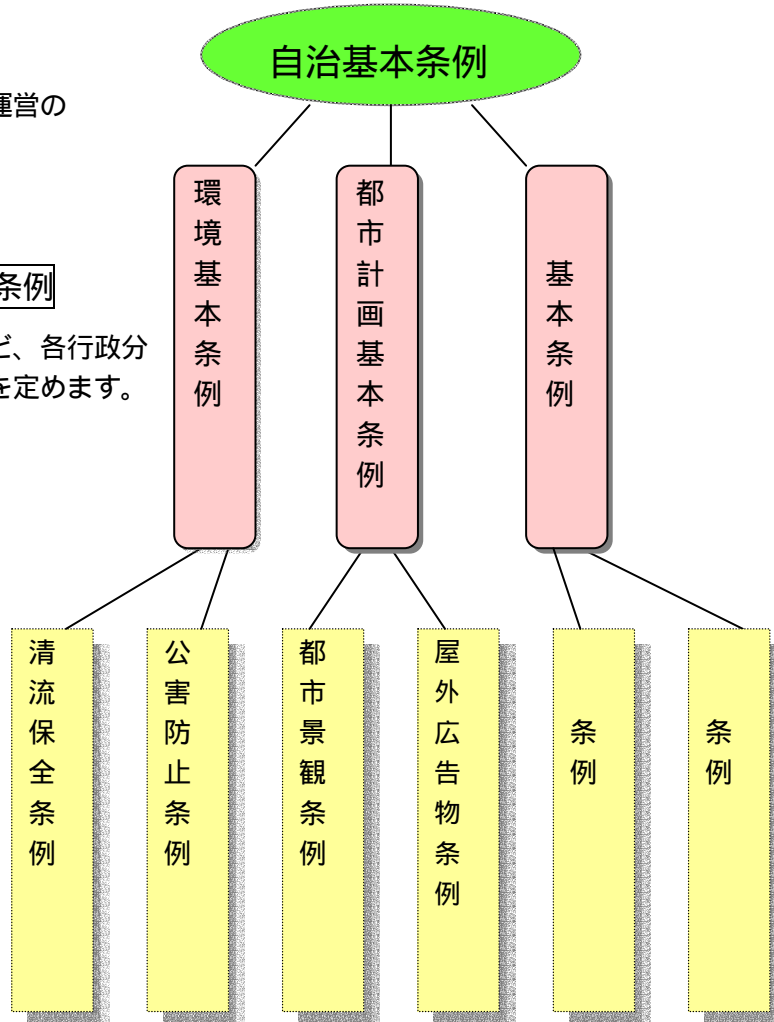 自治基本条例
運営の
条例
ど、各行政分
を定めます。
環境基本条例
都市計画基本条例
基本条例
清流保全条例
公害防止条例
都市景観条例
屋外広告物条例
条例
条例